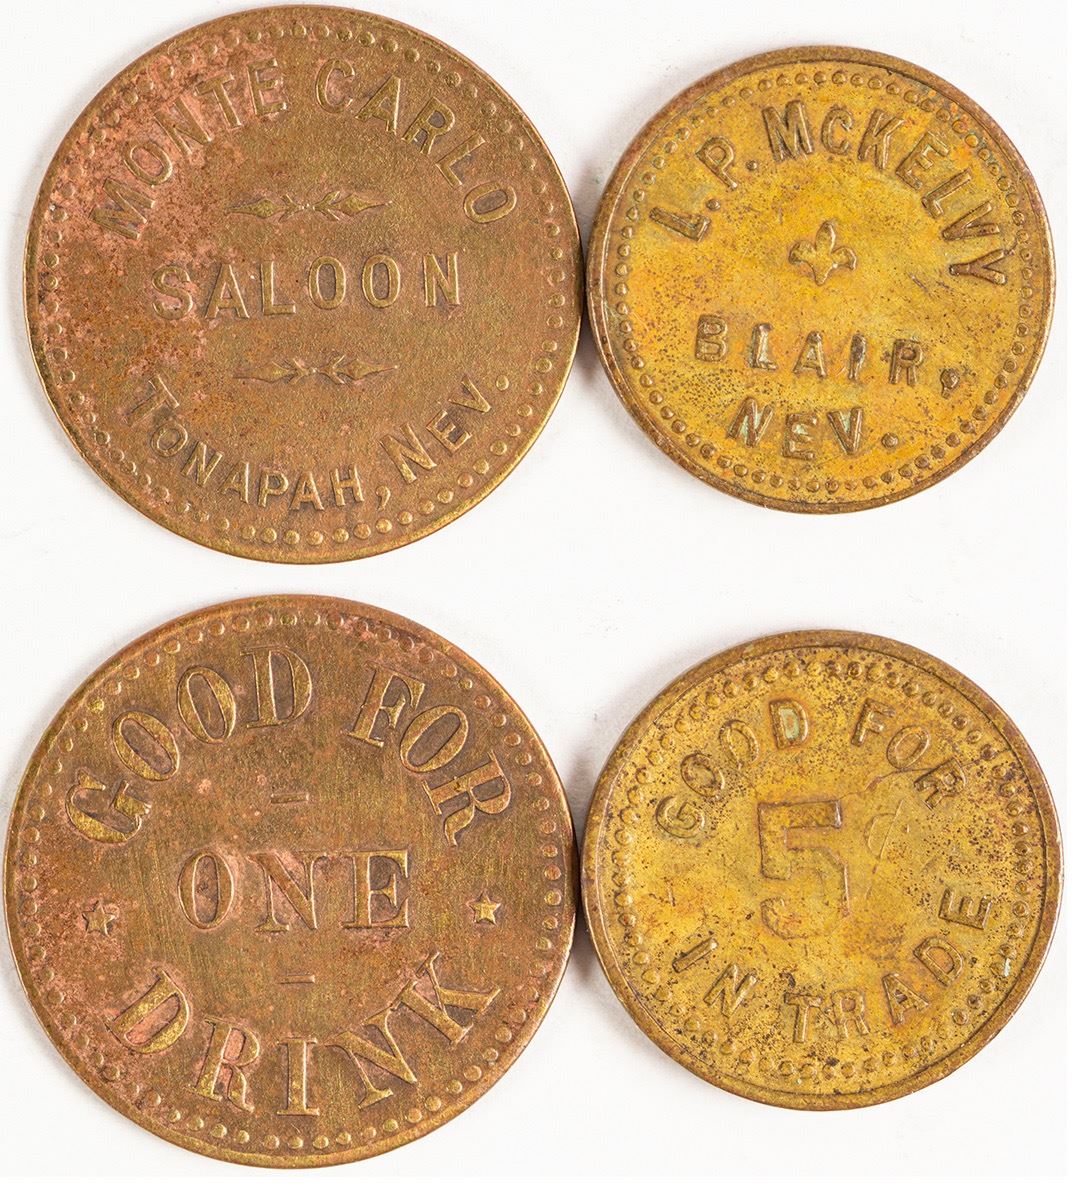 MONTE CARLO
SALOON
TONAPAH, NEV.
L. P. MCKELVY
BLAIR,
NEV.
GOOD FOR
- 
ONE
-
DRINK
GOOD FOR
5¢
IN TRADE